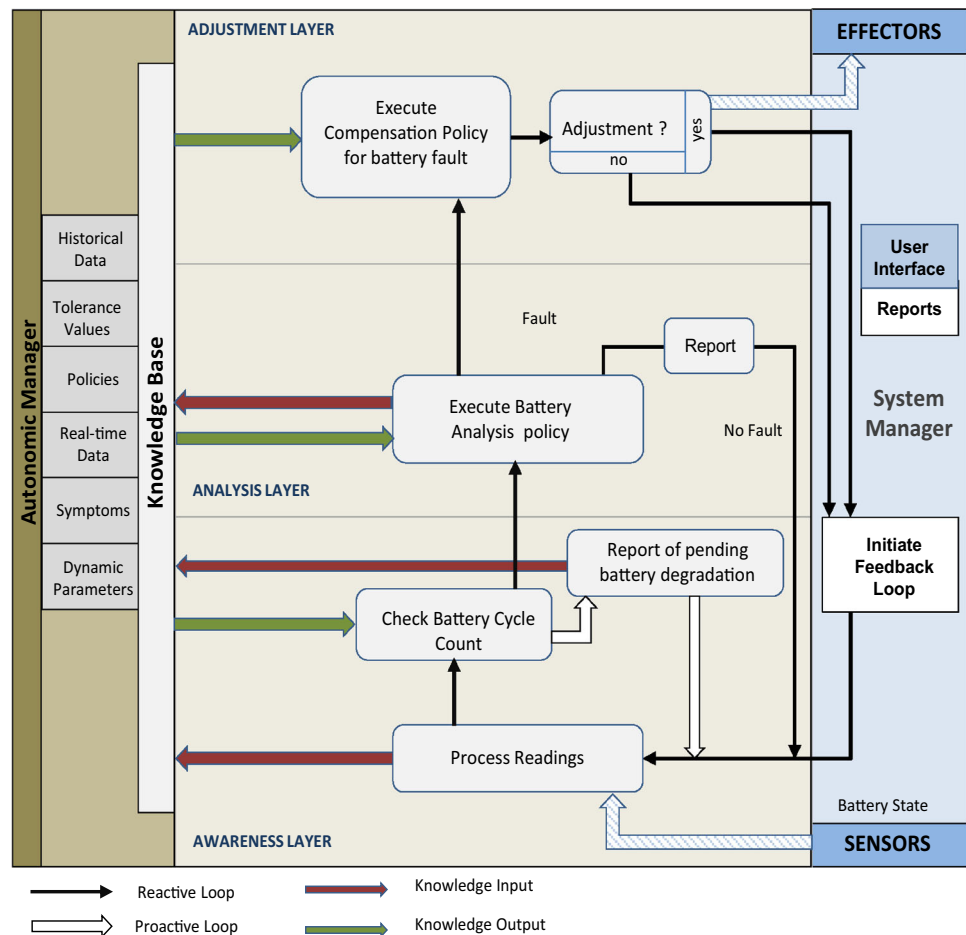 ADJUSTMENT LAYER
EFFECTORS
Execute
Compensation Policy
for battery fault
Adjustment ?
yes
no
Autonomic Manager
Knowledge Base
Historical
Data
Tolerance
Values
Policies
Real-time
Data
Symptoms
Dynamic
Parameters
User
Interface
Reports
Fault
Report
Execute Battery
Analysis policy
No Fault
System
Manager
ANALYSIS LAYER
Report of pending
battery degradation
Initiate
Feedback
Loop
Check Battery Cycle
Count
Process Readings
Battery State
AWARENESS LAYER
SENSORS
Reactive Loop
Knowledge Input
Proactive Loop
Knowledge Output